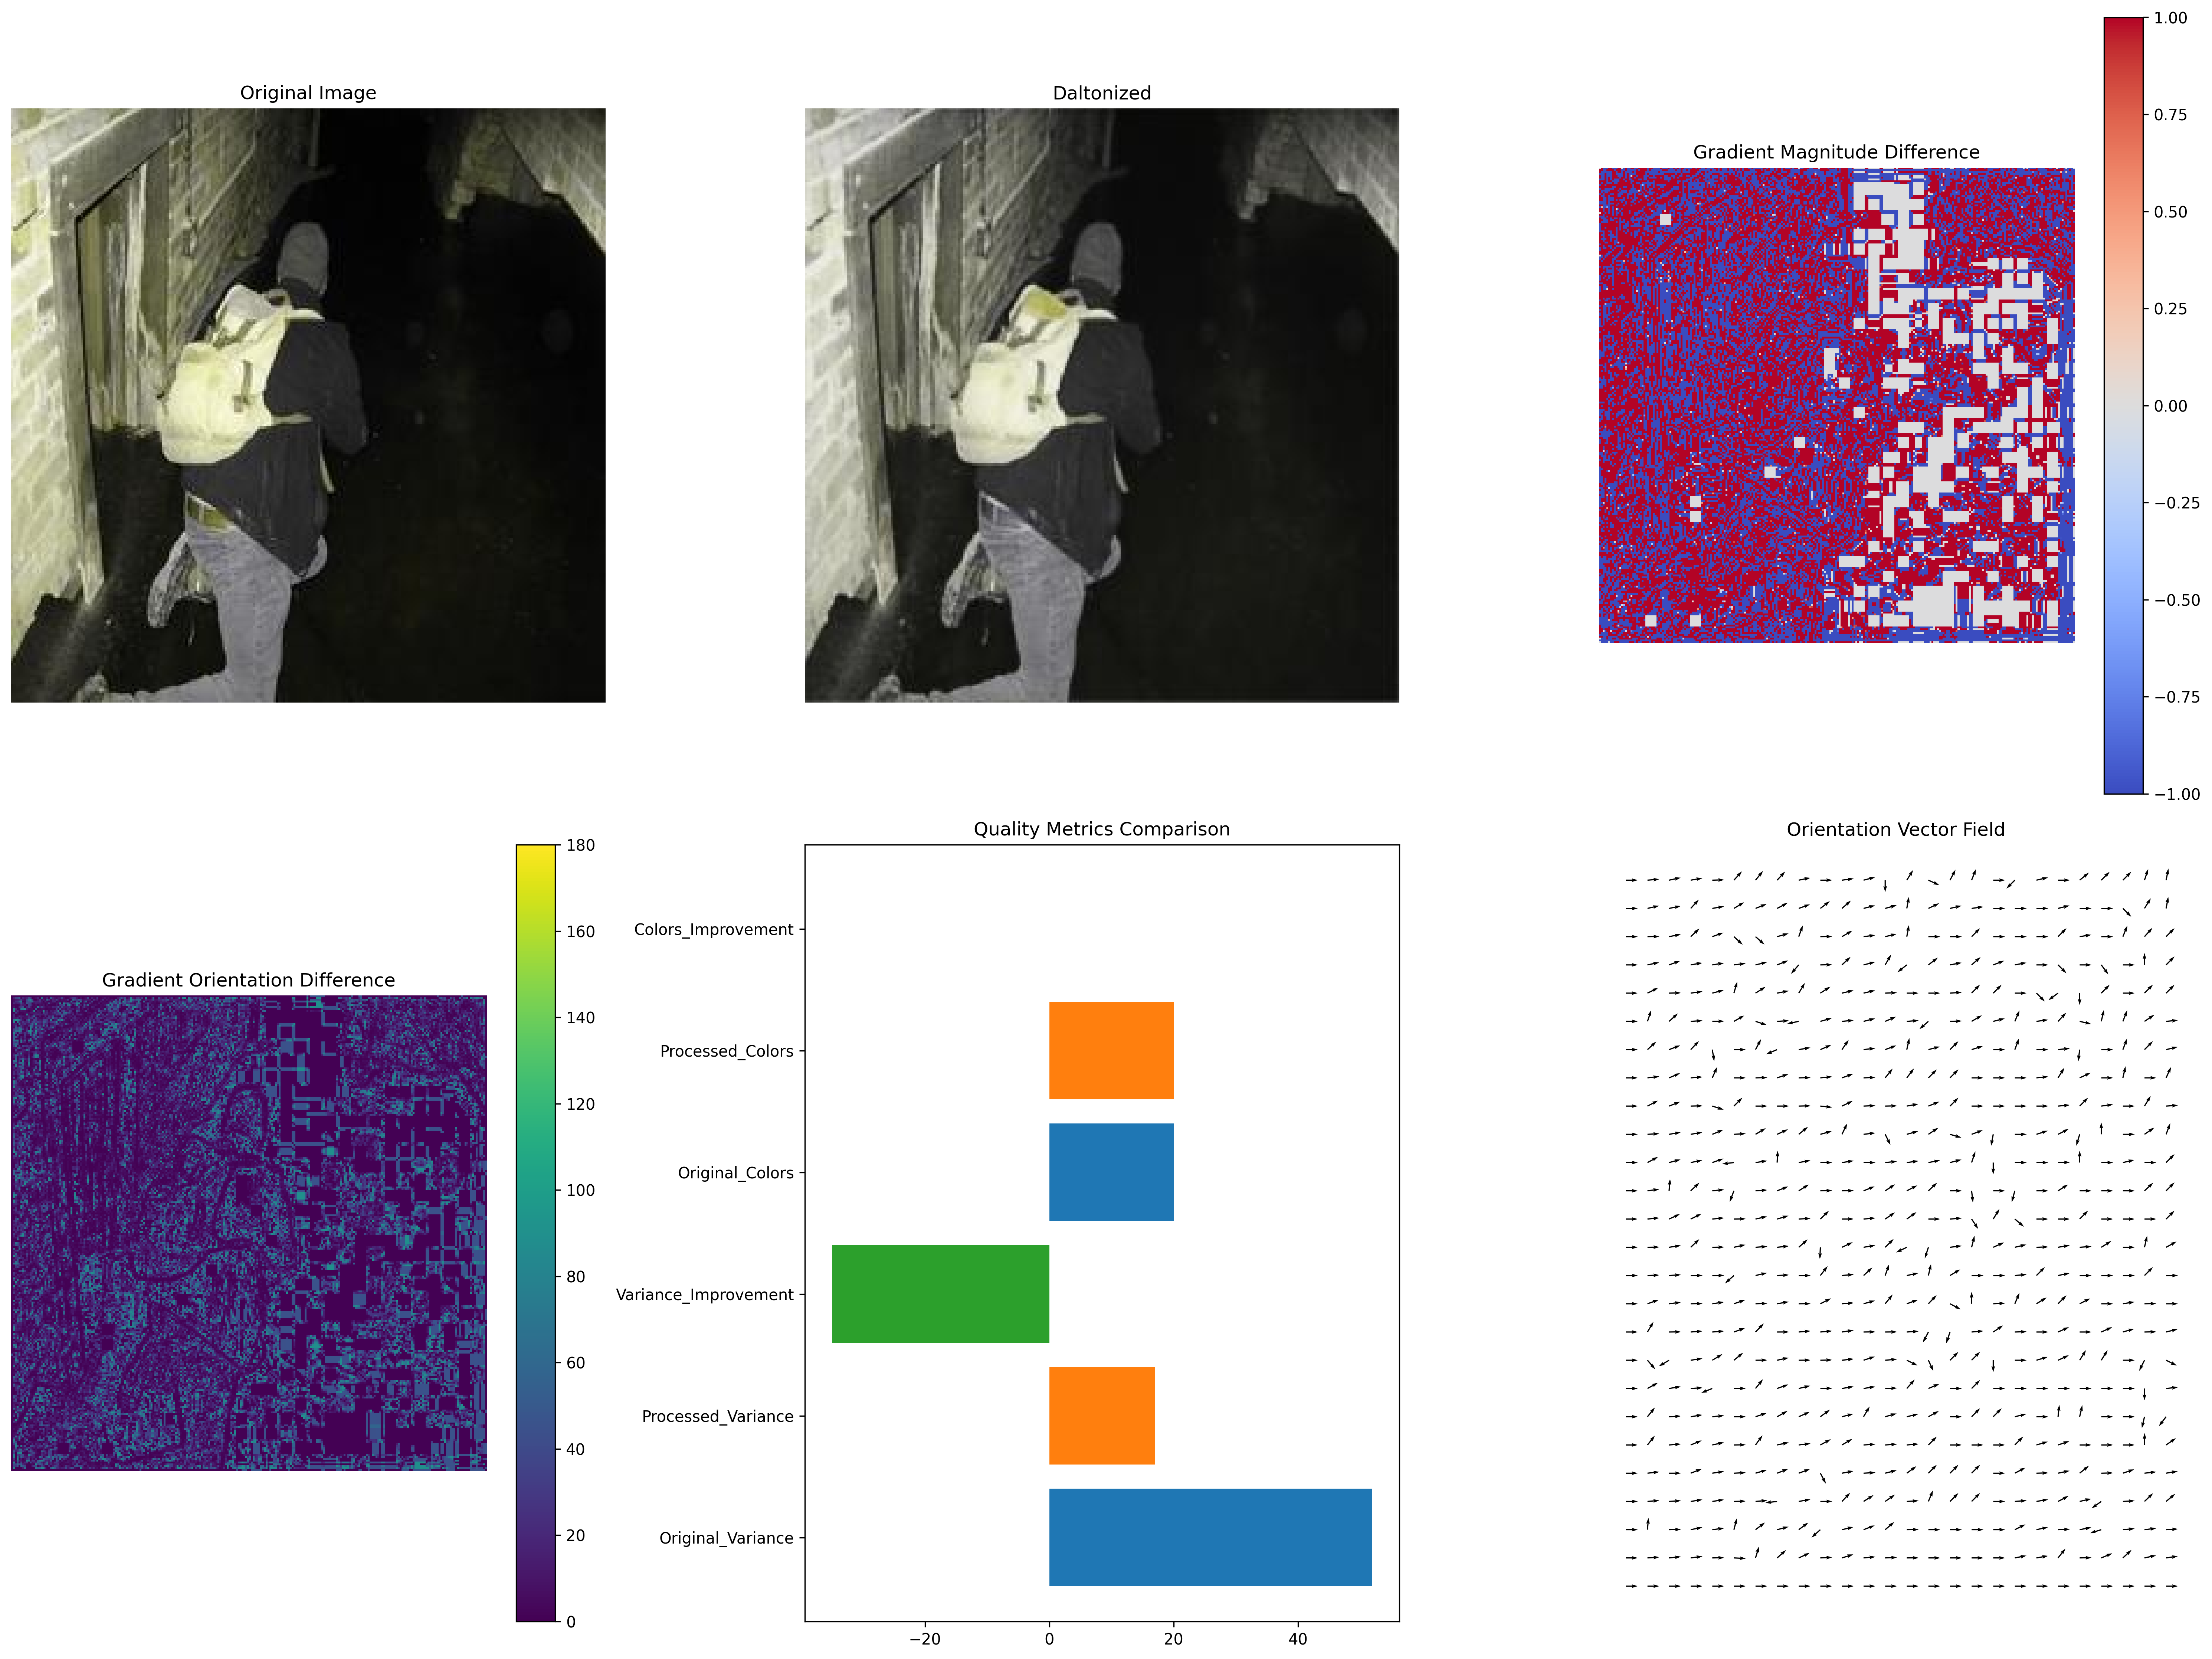 Original Image
Daltonized
Gradient Magnitude Difference
1.00
0.75
0.50
0.25
0.00
−0.25
−0.50
−0.75
−1.00
Gradient Orientation Difference
180
160
140
120
100
80
60
40
20
0
Quality Metrics Comparison
Colors_Improvement
Processed_Colors
Original_Colors
Variance_Improvement
Processed_Variance
Original_Variance
−20 0 20 40
Orientation Vector Field